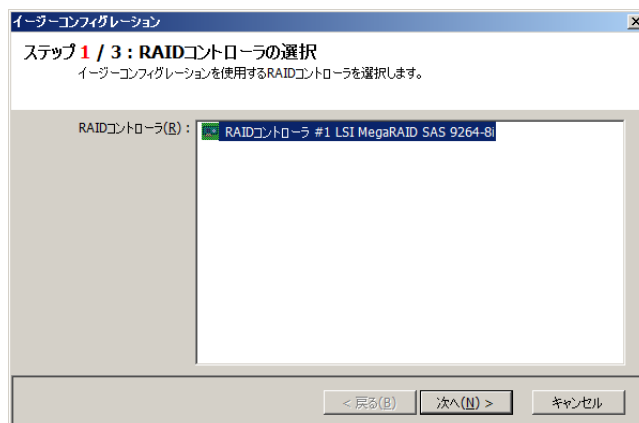 イージーコンフィグレーション
ステップ 1 / 3 : RAIDコントローラの選択
イージーコンフィグレーションを使用するRAIDコントローラを選択します。
RAIDコントローラ(R) : RAIDコントローラ #1 LSI MegaRAID SAS 9264-8i
< 戻る(B) 次へ(N) > キャンセル